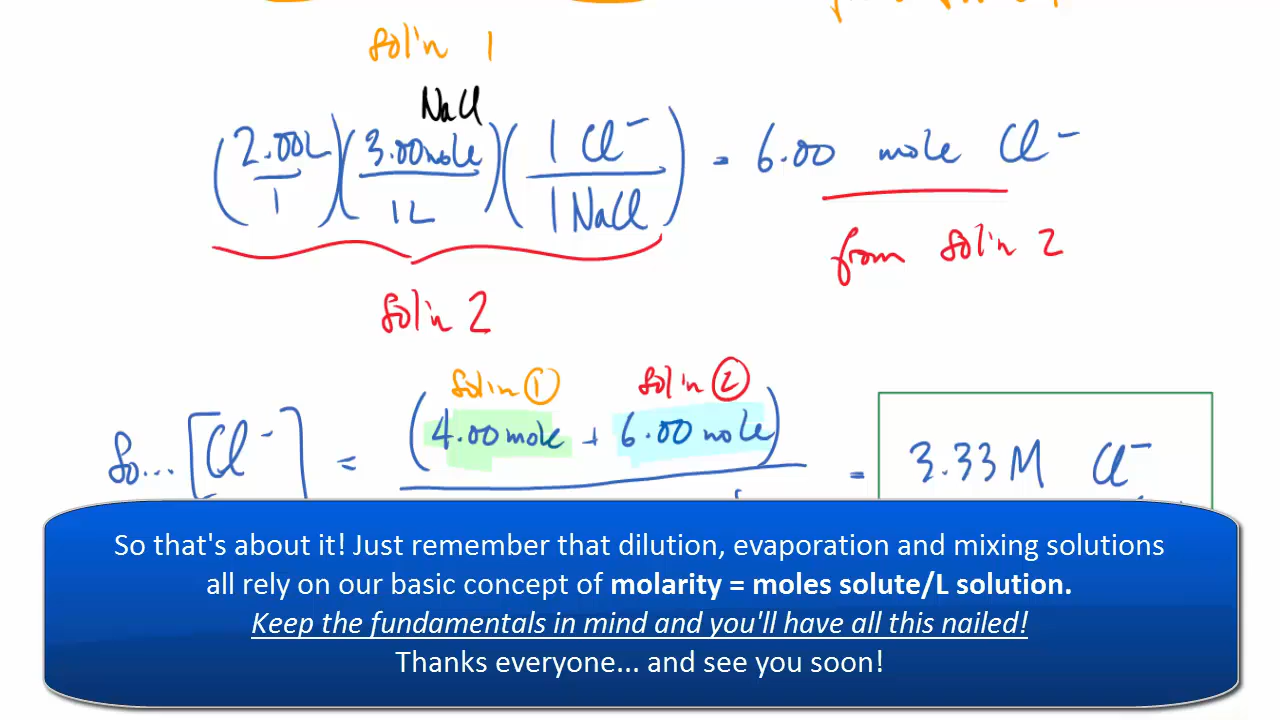 sol'n 1
NaCl
(2.00L/1)(3.00mole/1L)(1 Cl⁻/1 NaCl) = 6.00 mole Cl⁻
from sol'n 2
sol'n 2
sol'n ① sol'n ②
So... [Cl⁻] = (4.00 mole + 6.00 mole) = 3.33 M Cl⁻
So that's about it! Just remember that dilution, evaporation and mixing solutions
all rely on our basic concept of molarity = moles solute/L solution.
Keep the fundamentals in mind and you'll have all this nailed!
Thanks everyone... and see you soon!